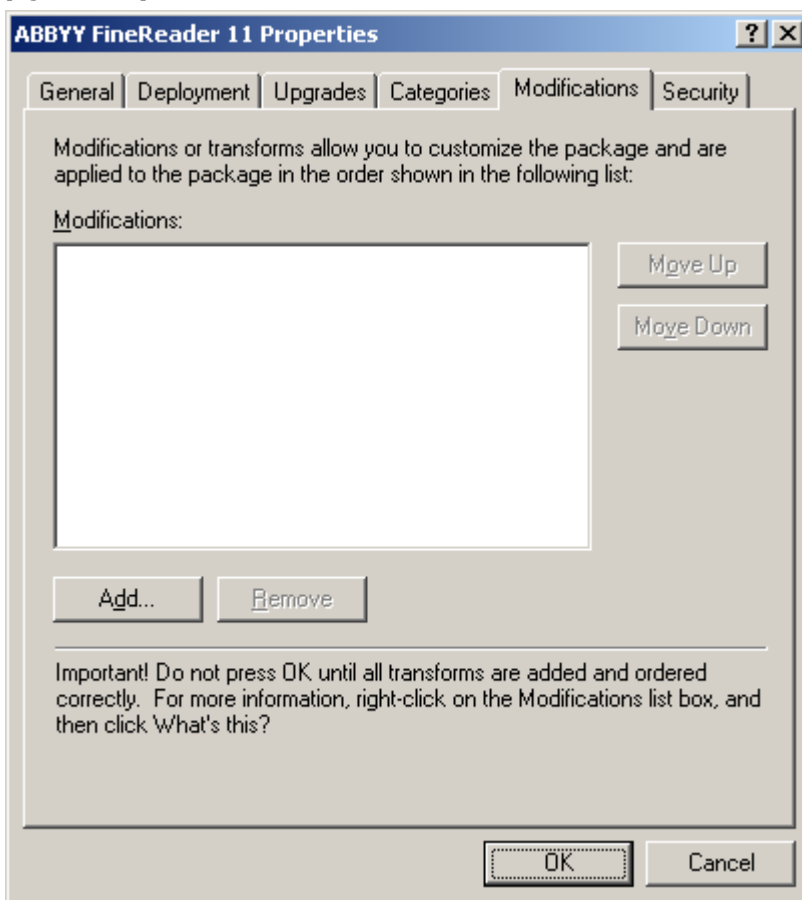 ABBYY FineReader 11 Properties
General
Deployment
Upgrades
Categories
Modifications
Security
Modifications or transforms allow you to customize the package and are
applied to the package in the order shown in the following list:
Modifications:
Move Up
Move Down
Add...
Remove
Important! Do not press OK until all transforms are added and ordered
correctly. For more information, right-click on the Modifications list box, and
then click What's this?
OK
Cancel